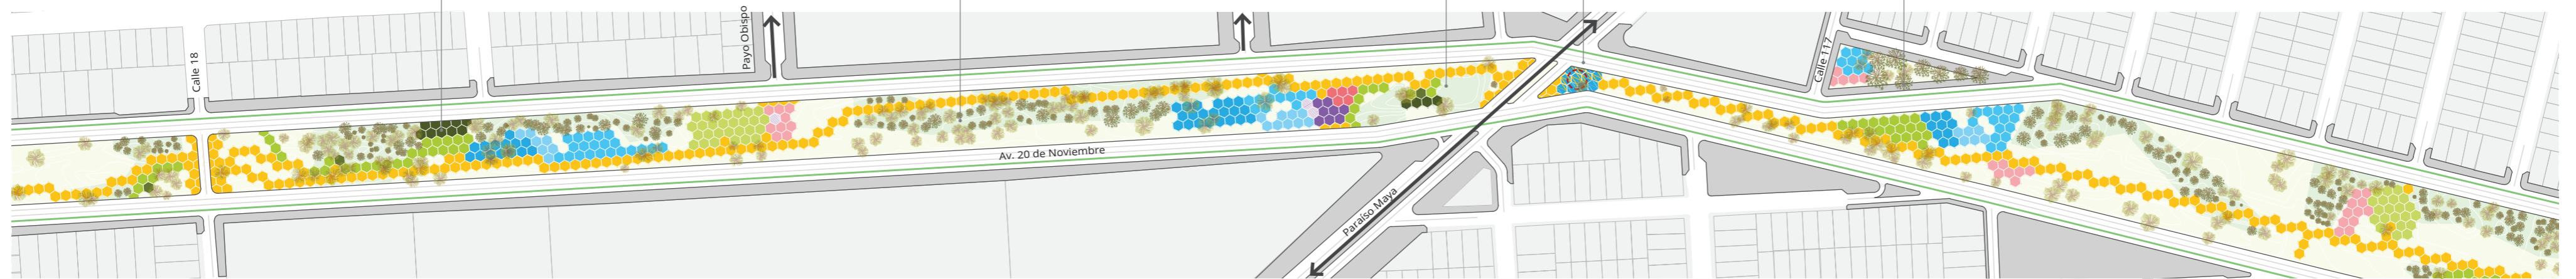 Calle 18
Payo Obispo
Av. 20 de Noviembre
Paraíso Maya
Calle 117